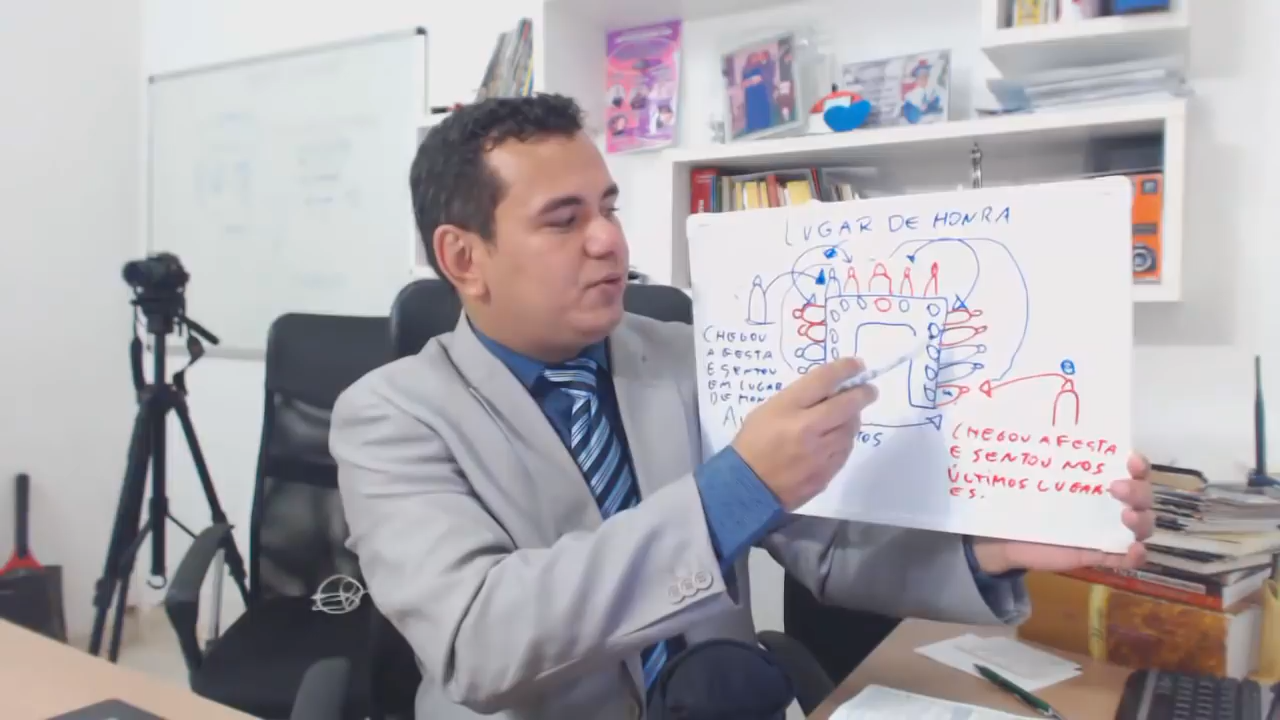 LUGAR DE HONRA
CHEGOU
A FESTA
E SENTOU
EM LUGAR
CHEGOU A FESTA
E SENTOU NOS
ÚLTIMOS LUGAR-
ES.